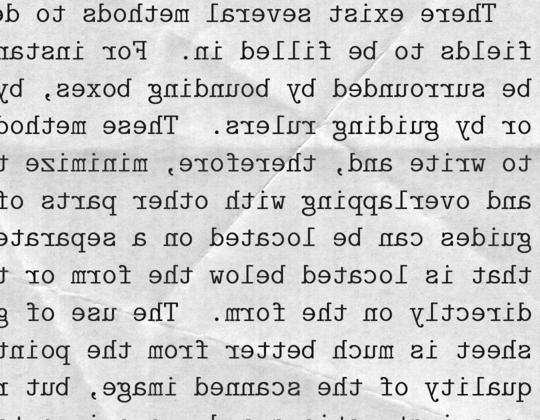 There exist several methods to de
fields to be filled in. For instan
be surrounded by bounding boxes, by
or by guiding rulers. These method
to write and, therefore, minimize t
and overlapping with other parts of
guides can be located on a separate
that is located below the form or t
directly on the form. The use of g
sheet is much better from the point
quality of the scanned image, but r